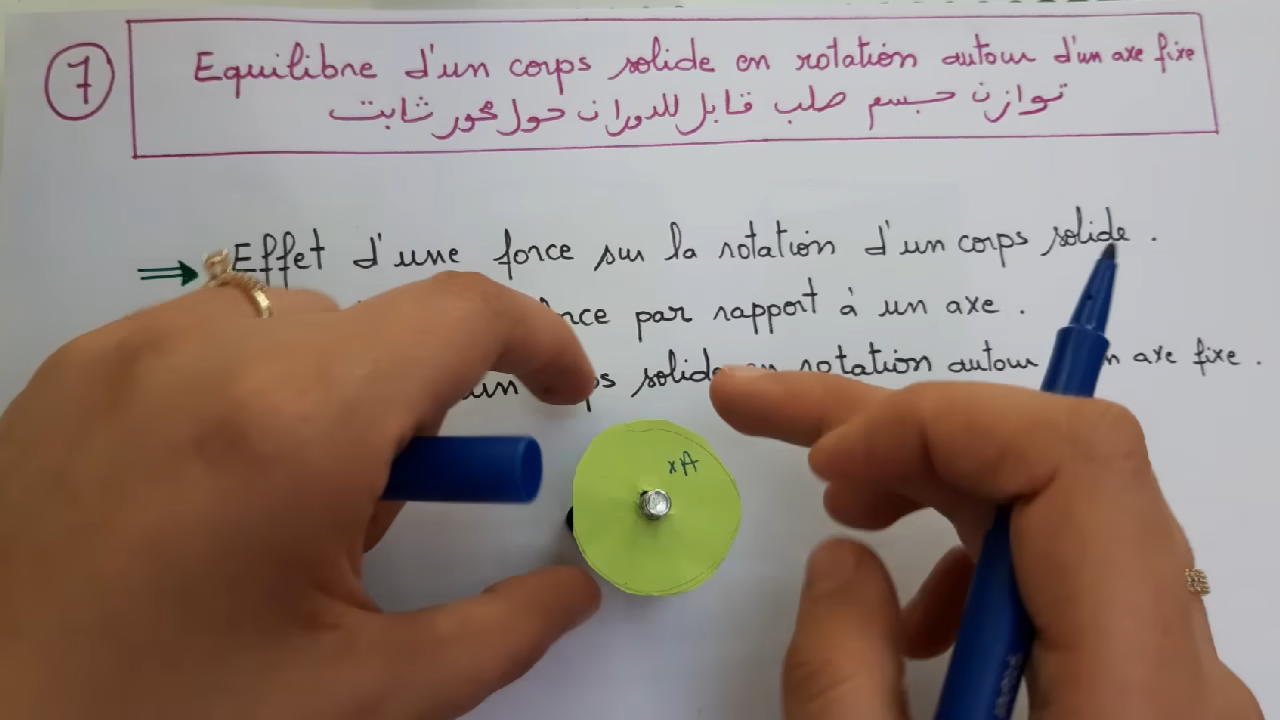 7
Equilibre d'un corps solide en rotation autour d'un axe fixe
توازن جسم صلب قابل للدوران حول محور ثابت
Effet d'une force sur la rotation d'un corps solide.
par rapport à un axe.
solide en rotation autour axe fixe.
xA